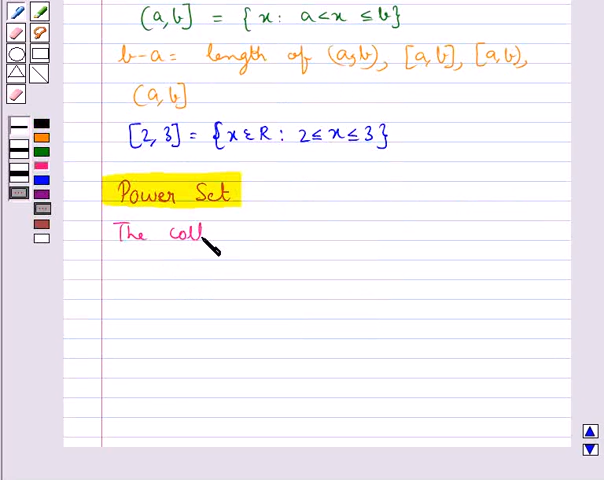 (a,b] = { x: a<x ≤ b}
b-a = length of (a,b), [a,b], [a,b),
(a,b]
[2,3] = {x ε R : 2 ≤ x ≤ 3}
Power Set
The coll